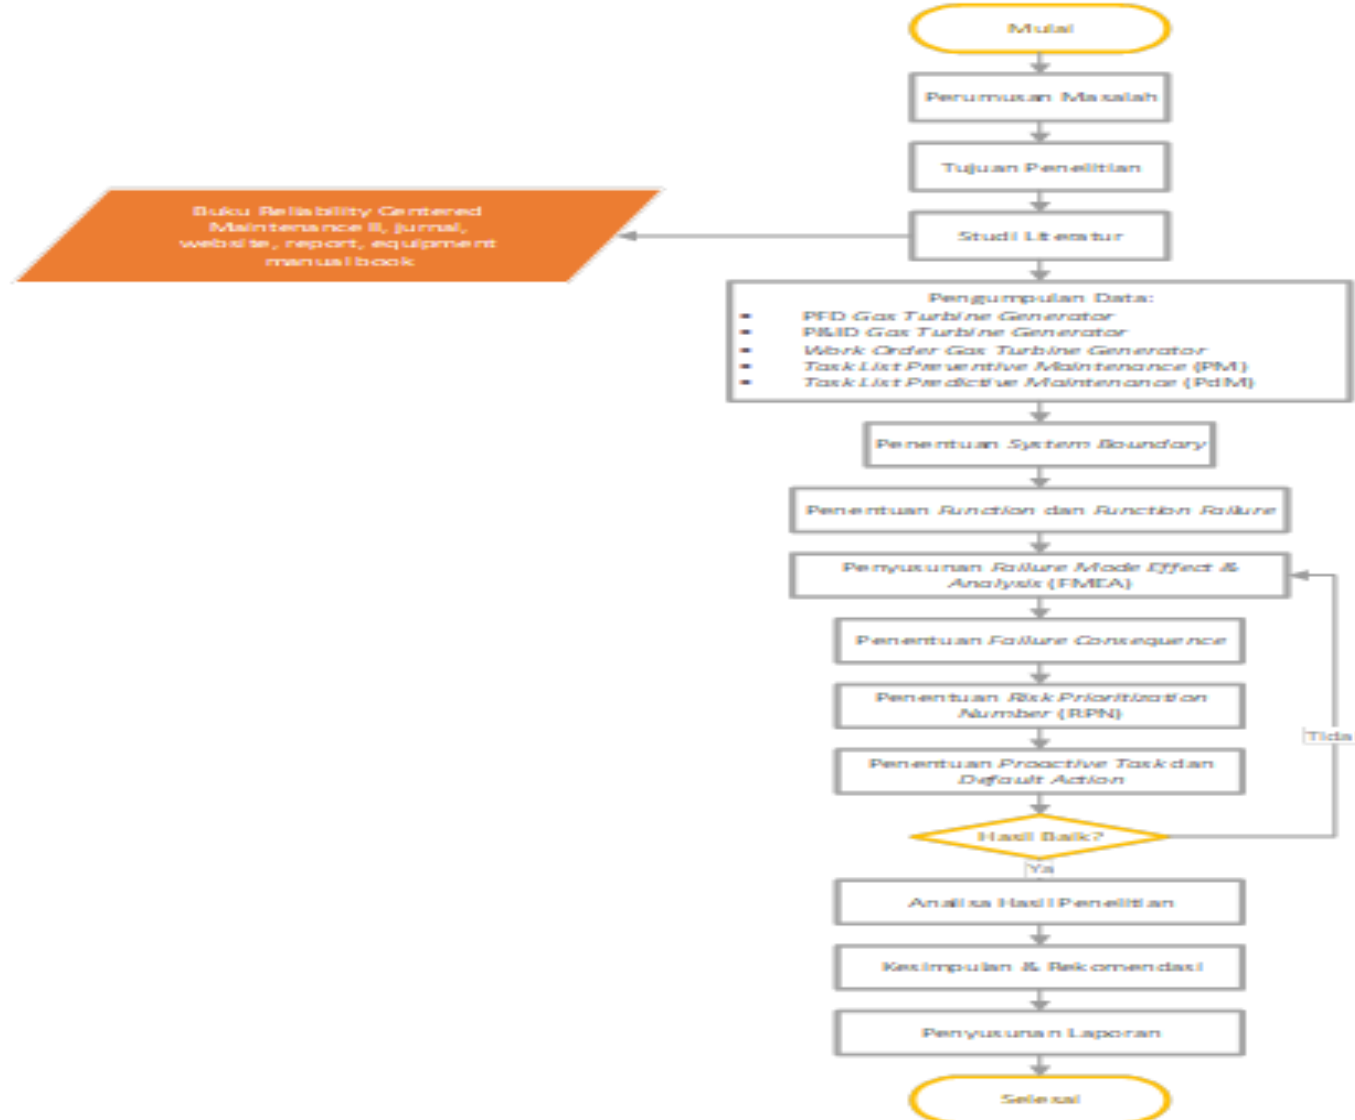 Mulai
Perumusan Masalah
Tujuan Penelitian
Buku Reliability Centered
Maintenance II, jurnal,
website, report, equipment
manual book
Studi Literatur
Pengumpulan Data:
• PFD Gas Turbine Generator
• P&ID Gas Turbine Generator
• Work Order Gas Turbine Generator
• Task List Preventive Maintenance (PM)
• Task List Predictive Maintenance (PdM)
Penentuan System Boundary
Penentuan Function dan Function Failure
Penyusunan Failure Mode Effect &
Analysis (FMEA)
Penentuan Failure Consequence
Penentuan Risk Prioritization
Number (RPN)
Tida
Penentuan Proactive Task dan
Default Action
Hasil Baik?
Ya
Analisa Hasil Penelitian
Kesimpulan & Rekomendasi
Penyusunan Laporan
Selesai